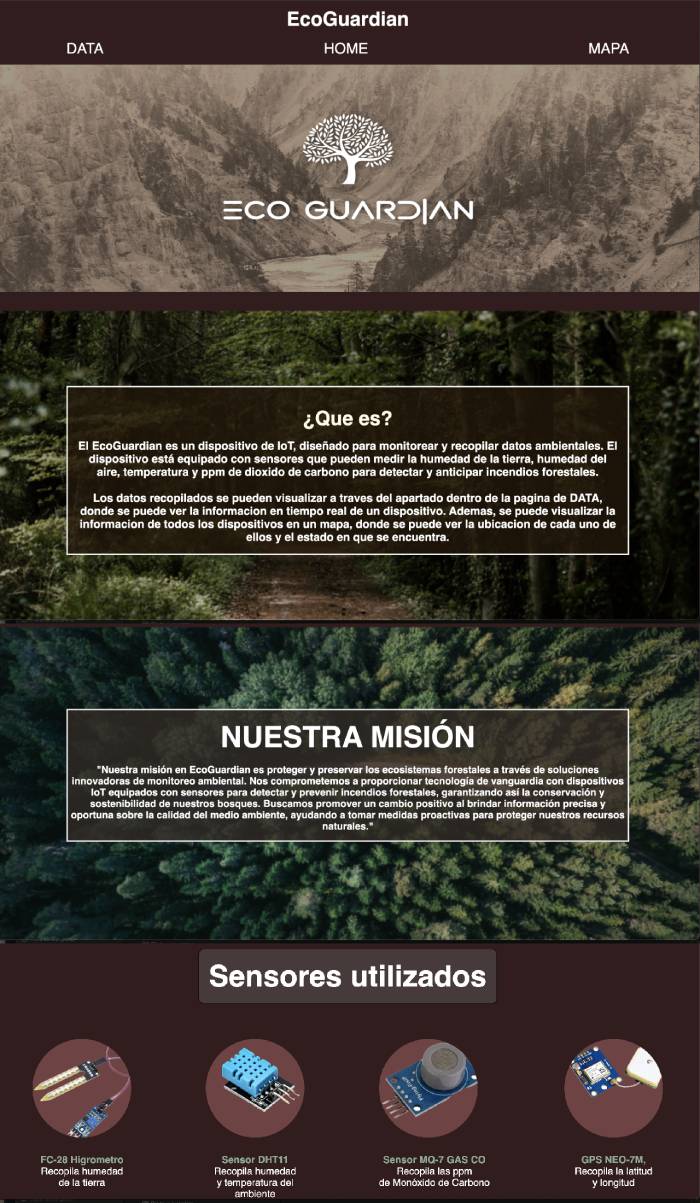 EcoGuardian
DATA HOME MAPA
ECO GUARDIAN
¿Que es?
El EcoGuardian es un dispositivo de IoT, diseñado para monitorear y recopilar datos ambientales. El
dispositivo está equipado con sensores que pueden medir la humedad de la tierra, humedad del
aire, temperatura y ppm de dioxido de carbono para detectar y anticipar incendios forestales.
Los datos recopilados se pueden visualizar a traves del apartado dentro de la pagina de DATA,
donde se puede ver la informacion en tiempo real de un dispositivo. Ademas, se puede visualizar la
informacion de todos los dispositivos en un mapa, donde se puede ver la ubicacion de cada uno de
ellos y el estado en que se encuentra.
NUESTRA MISIÓN
"Nuestra misión en EcoGuardian es proteger y preservar los ecosistemas forestales a través de soluciones
innovadoras de monitoreo ambiental. Nos comprometemos a proporcionar tecnología de vanguardia con dispositivos
IoT equipados con sensores para detectar y prevenir incendios forestales, garantizando así la conservación y
sostenibilidad de nuestros bosques. Buscamos promover un cambio positivo al brindar información precisa y
oportuna sobre la calidad del medio ambiente, ayudando a tomar medidas proactivas para proteger nuestros recursos
naturales."
Sensores utilizados
FC-28 Higrometro
Recopila humedad
de la tierra
Sensor DHT11
Recopila humedad
y temperatura del
ambiente
Sensor MQ-7 GAS CO
Recopila las ppm
de Monóxido de Carbono
GPS NEO-7M,
Recopila la latitud
y longitud